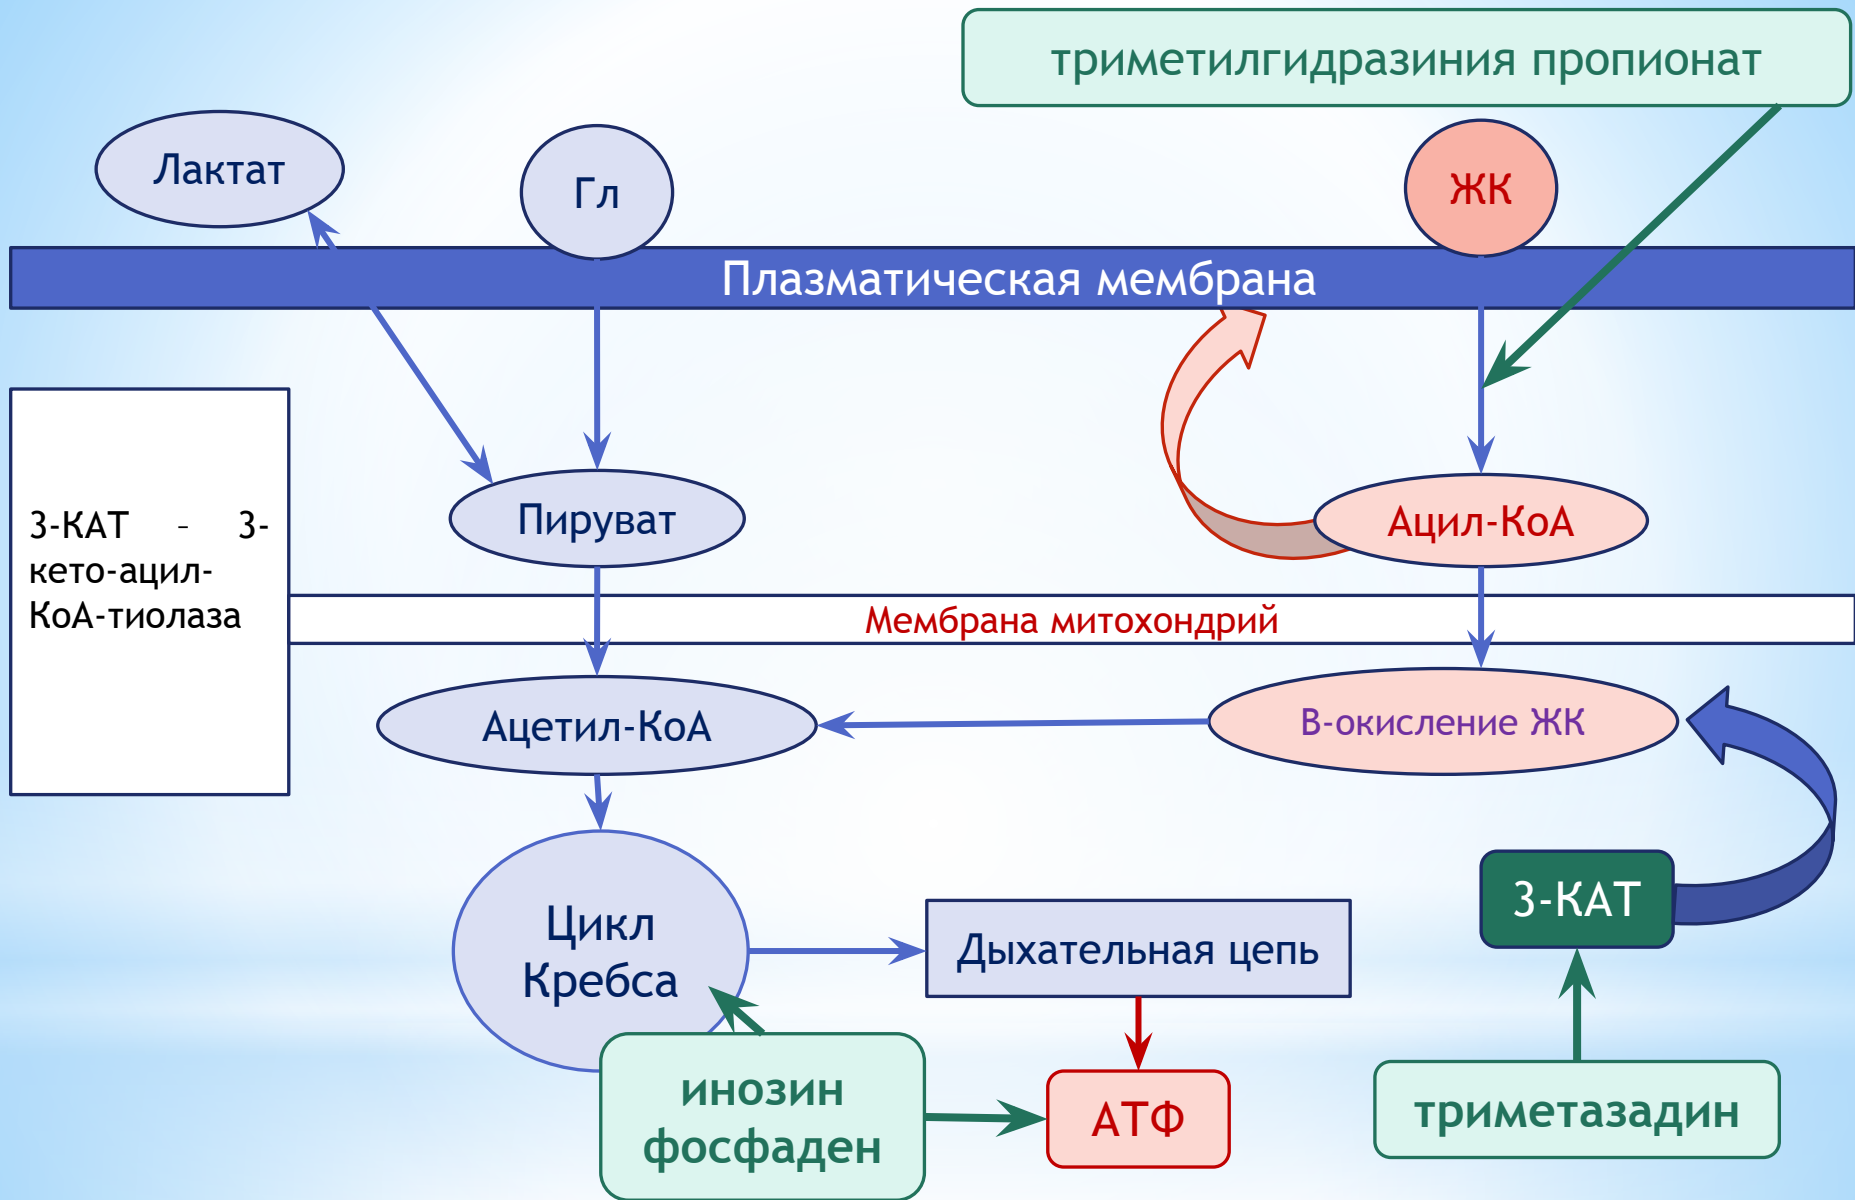 триметилгидразиния пропионат
Лактат
Гл
ЖК
Плазматическая мембрана
3-КАТ – 3-
кето-ацил-
КоА-тиолаза
Пируват
Ацил-КоА
Мембрана митохондрий
Ацетил-КоА
В-окисление ЖК
Цикл
Кребса
Дыхательная цепь
3-КАТ
инозин
фосфаден
АТФ
триметазадин